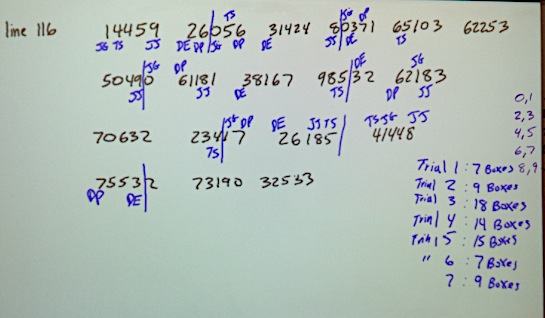 TS SG DP
line 116 14459 26056 31424 80371 65103 62253
SG TS JJ DE DP SG DP DE JJ DE TS
SG DP DE SG
50490 61181 38167 98532 62183
JJ JJ DE TS DP JJ
0,1
2,3
4,5
6,7
8,9
SG DP DE JJ TS TS SG JJ
70632 23417 26185 41448
TS
75532 73190 32533
DP DE
Trial 1 : 7 Boxes
Trial 2 : 9 Boxes
Trial 3 : 18 Boxes
Trial 4 : 14 Boxes
Trial 5 : 15 Boxes
" 6 : 7 Boxes
7 : 9 Boxes